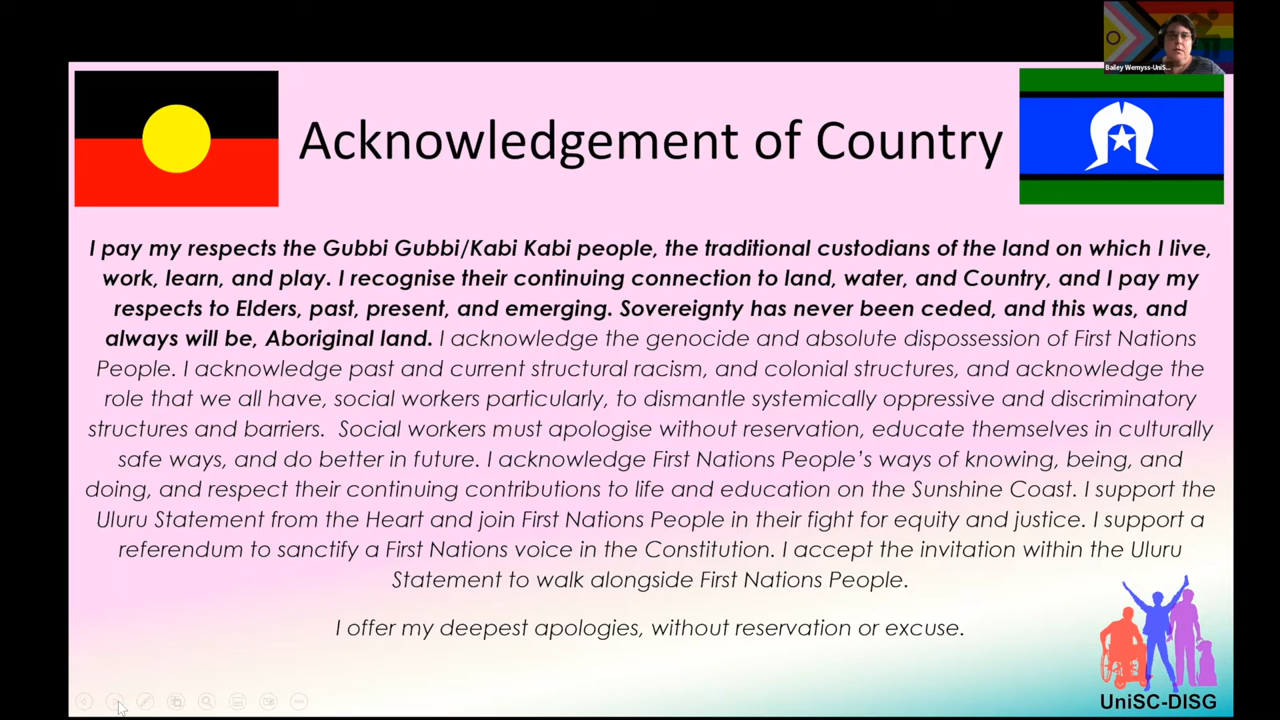 Bailey Wemyss-UniS...
Acknowledgement of Country
I pay my respects the Gubbi Gubbi/Kabi Kabi people, the traditional custodians of the land on which I live,
work, learn, and play. I recognise their continuing connection to land, water, and Country, and I pay my
respects to Elders, past, present, and emerging. Sovereignty has never been ceded, and this was, and
always will be, Aboriginal land. I acknowledge the genocide and absolute dispossession of First Nations
People. I acknowledge past and current structural racism, and colonial structures, and acknowledge the
role that we all have, social workers particularly, to dismantle systemically oppressive and discriminatory
structures and barriers.  Social workers must apologise without reservation, educate themselves in culturally
safe ways, and do better in future. I acknowledge First Nations People’s ways of knowing, being, and
doing, and respect their continuing contributions to life and education on the Sunshine Coast. I support the
Uluru Statement from the Heart and join First Nations People in their fight for equity and justice. I support a
referendum to sanctify a First Nations voice in the Constitution. I accept the invitation within the Uluru
Statement to walk alongside First Nations People.
I offer my deepest apologies, without reservation or excuse.
UniSC-DISG